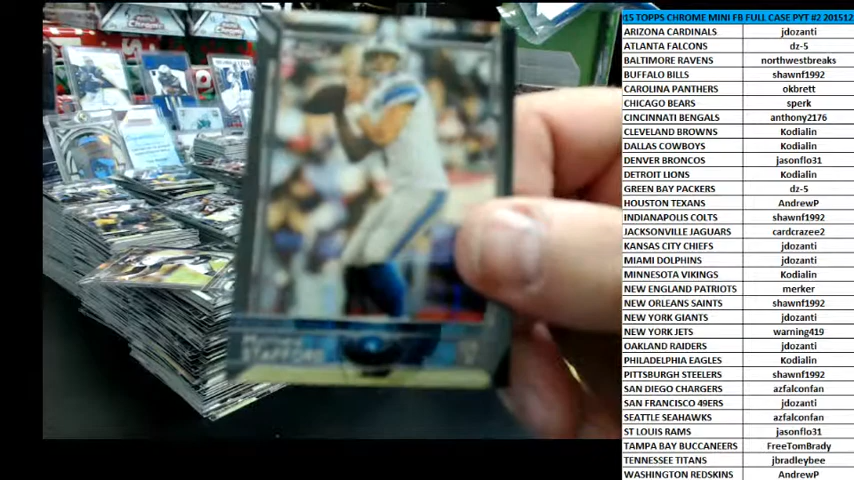 STAFFORD
15 TOPPS CHROME MINI FB FULL CASE PYT #2 201512
ARIZONA CARDINALS jdozanti
ATLANTA FALCONS dz-5
BALTIMORE RAVENS northwestbreaks
BUFFALO BILLS shawnf1992
CAROLINA PANTHERS okbrett
CHICAGO BEARS sperk
CINCINNATI BENGALS anthony2176
CLEVELAND BROWNS Kodialin
DALLAS COWBOYS Kodialin
DENVER BRONCOS jasonflo31
DETROIT LIONS Kodialin
GREEN BAY PACKERS dz-5
HOUSTON TEXANS AndrewP
INDIANAPOLIS COLTS shawnf1992
JACKSONVILLE JAGUARS cardcrazee2
KANSAS CITY CHIEFS jdozanti
MIAMI DOLPHINS jdozanti
MINNESOTA VIKINGS Kodialin
NEW ENGLAND PATRIOTS merker
NEW ORLEANS SAINTS shawnf1992
NEW YORK GIANTS jdozanti
NEW YORK JETS warning419
OAKLAND RAIDERS jdozanti
PHILADELPHIA EAGLES Kodialin
PITTSBURGH STEELERS shawnf1992
SAN DIEGO CHARGERS azfalconfan
SAN FRANCISCO 49ERS jdozanti
SEATTLE SEAHAWKS azfalconfan
ST LOUIS RAMS jasonflo31
TAMPA BAY BUCCANEERS FreeTomBrady
TENNESSEE TITANS jbradleybee
WASHINGTON REDSKINS AndrewP